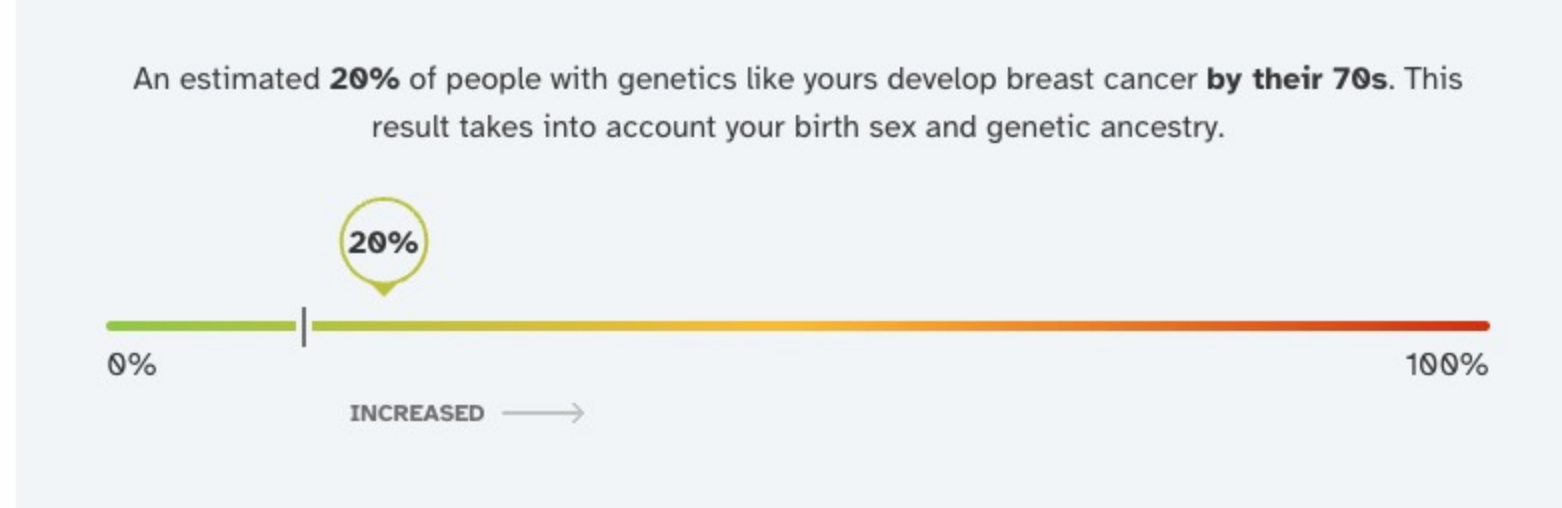 An estimated 20% of people with genetics like yours develop breast cancer by their 70s. This
result takes into account your birth sex and genetic ancestry.
20%
0%
100%
INCREASED